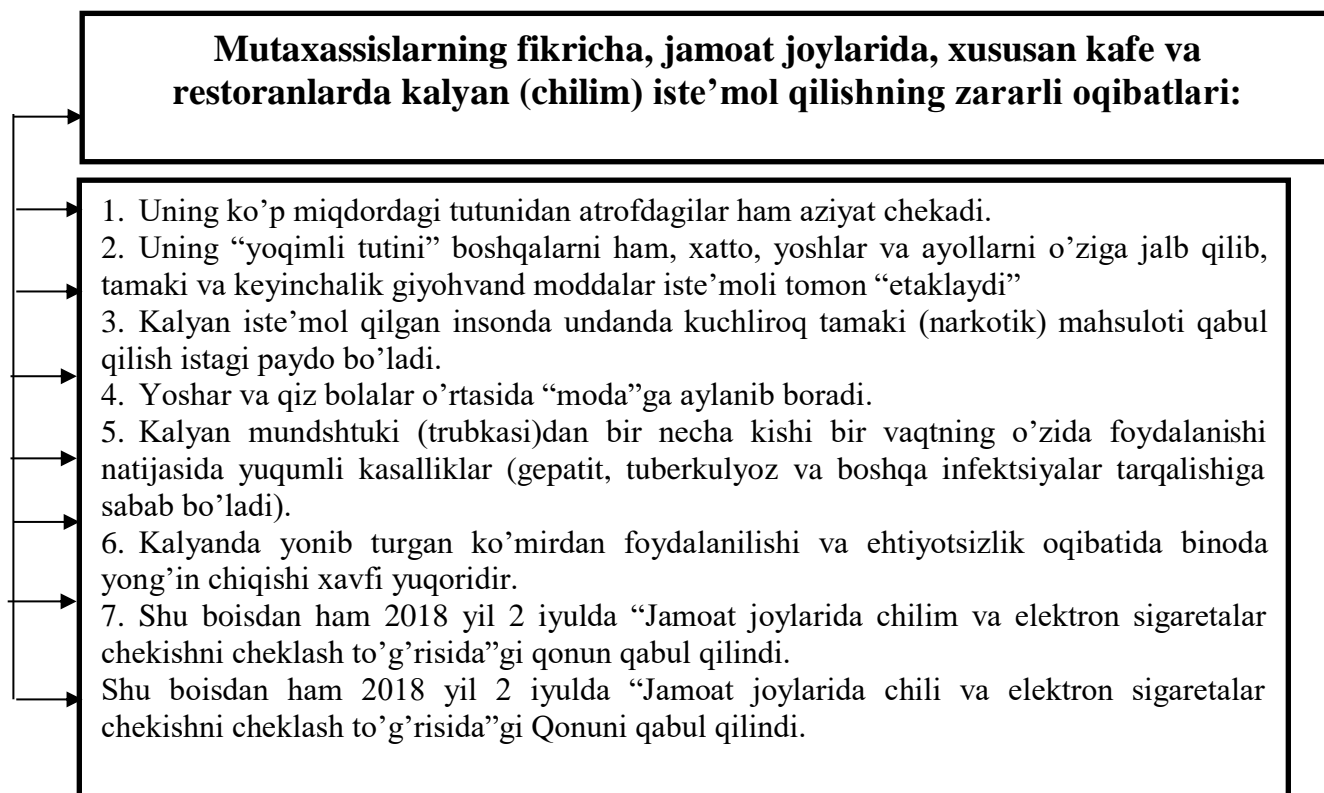 Mutaxassislarning fikricha, jamoat joylarida, xususan kafe va
restoranlarda kalyan (chilim) iste’mol qilishning zararli oqibatlari:
1. Uning ko’p miqdordagi tutunidan atrofdagilar ham aziyat chekadi.
2. Uning “yoqimli tutini” boshqalarni ham, xatto, yoshlar va ayollarni o’ziga jalb qilib,
tamaki va keyinchalik giyohvand moddalar iste’moli tomon “etaklaydi”
3. Kalyan iste’mol qilgan insonda undanda kuchliroq tamaki (narkotik) mahsuloti qabul
qilish istagi paydo bo’ladi.
4. Yoshar va qiz bolalar o’rtasida “moda”ga aylanib boradi.
5. Kalyan mundshtuki (trubkasi)dan bir necha kishi bir vaqtning o’zida foydalanishi
natijasida yuqumli kasalliklar (gepatit, tuberkulyoz va boshqa infektsiyalar tarqalishiga
sabab bo’ladi).
6. Kalyanda yonib turgan ko’mirdan foydalanilishi va ehtiyotsizlik oqibatida binoda
yong’in chiqishi xavfi yuqoridir.
7. Shu boisdan ham 2018 yil 2 iyulda “Jamoat joylarida chilim va elektron sigaretalar
chekishni cheklash to’g’risida”gi qonun qabul qilindi.
Shu boisdan ham 2018 yil 2 iyulda “Jamoat joylarida chili va elektron sigaretalar
chekishni cheklash to’g’risida”gi Qonuni qabul qilindi.